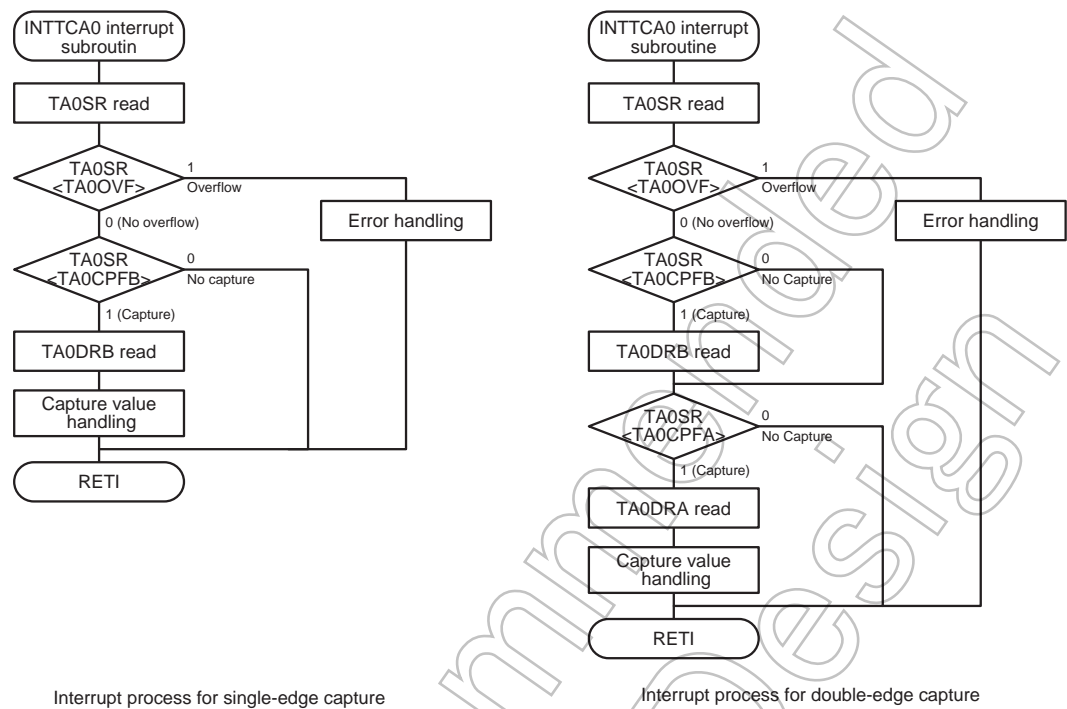 INTTCA0 interrupt
subroutin
TA0SR read
TA0SR
<TA0OVF>
1
Overflow
0 (No overflow)
Error handling
TA0SR
<TA0CPFB>
0
No capture
1 (Capture)
TA0DRB read
Capture value
handling
RETI
Interrupt process for single-edge capture
INTTCA0 interrupt
subroutine
TA0SR read
TA0SR
<TA0OVF>
1
Overflow
0 (No overflow)
Error handling
TA0SR
<TA0CPFB>
0
No Capture
1 (Capture)
TA0DRB read
TA0SR
<TA0CPFA>
0
No Capture
1 (Capture)
TA0DRA read
Capture value
handling
RETI
Interrupt process for double-edge capture